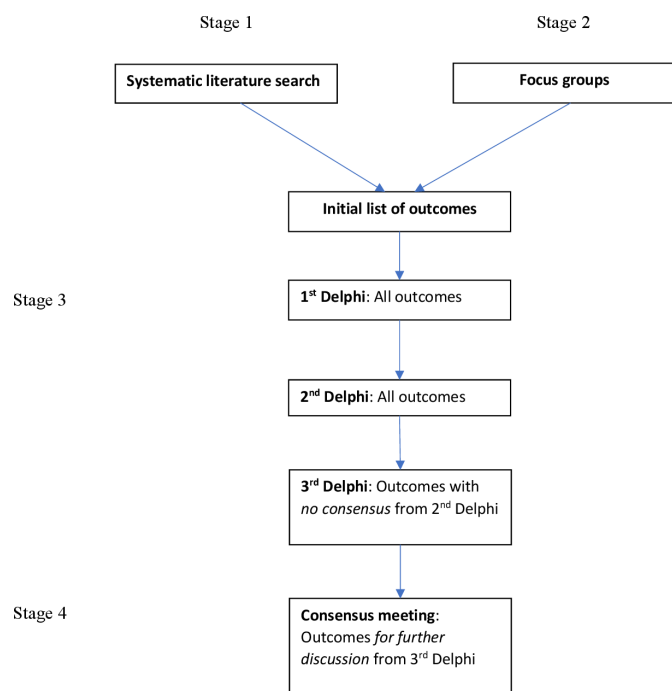 Stage 1
Stage 2
Systematic literature search
Focus groups
Initial list of outcomes
Stage 3
1st Delphi: All outcomes
2nd Delphi: All outcomes
3rd Delphi: Outcomes with
no consensus from 2nd Delphi
Stage 4
Consensus meeting:
Outcomes for further
discussion from 3rd Delphi